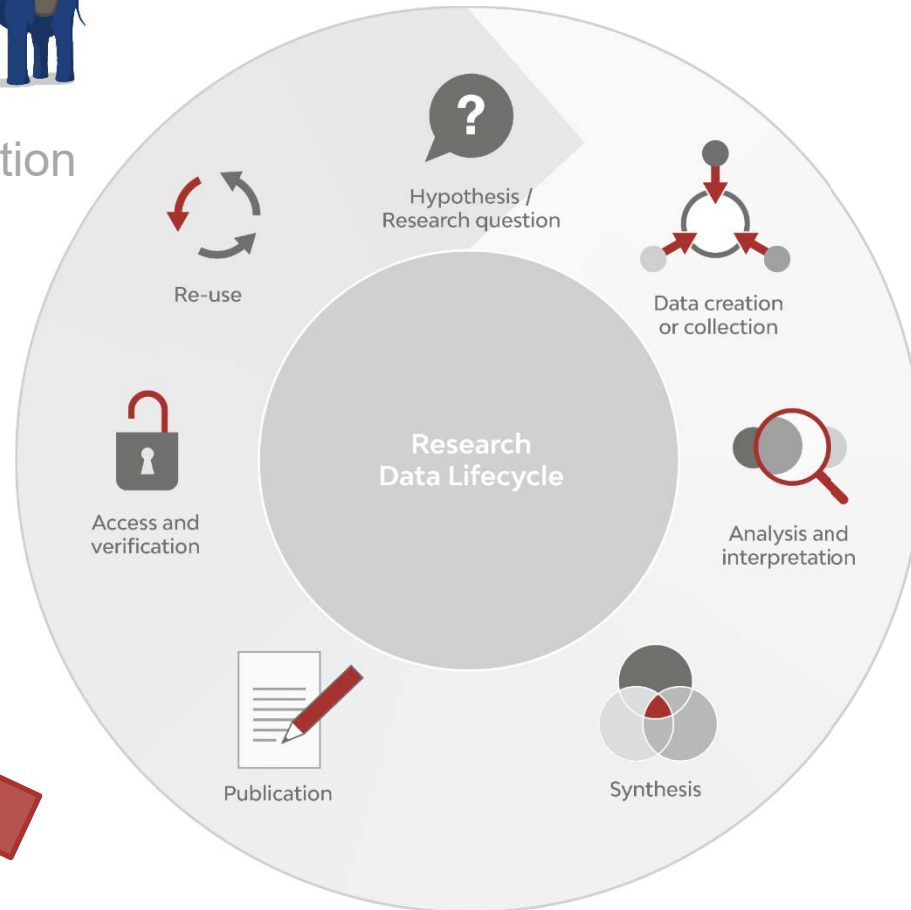 tion
?
Hypothesis /
Research question
Data creation
or collection
Analysis and
interpretation
Synthesis
Publication
Access and
verification
Re-use
Research
Data Lifecycle